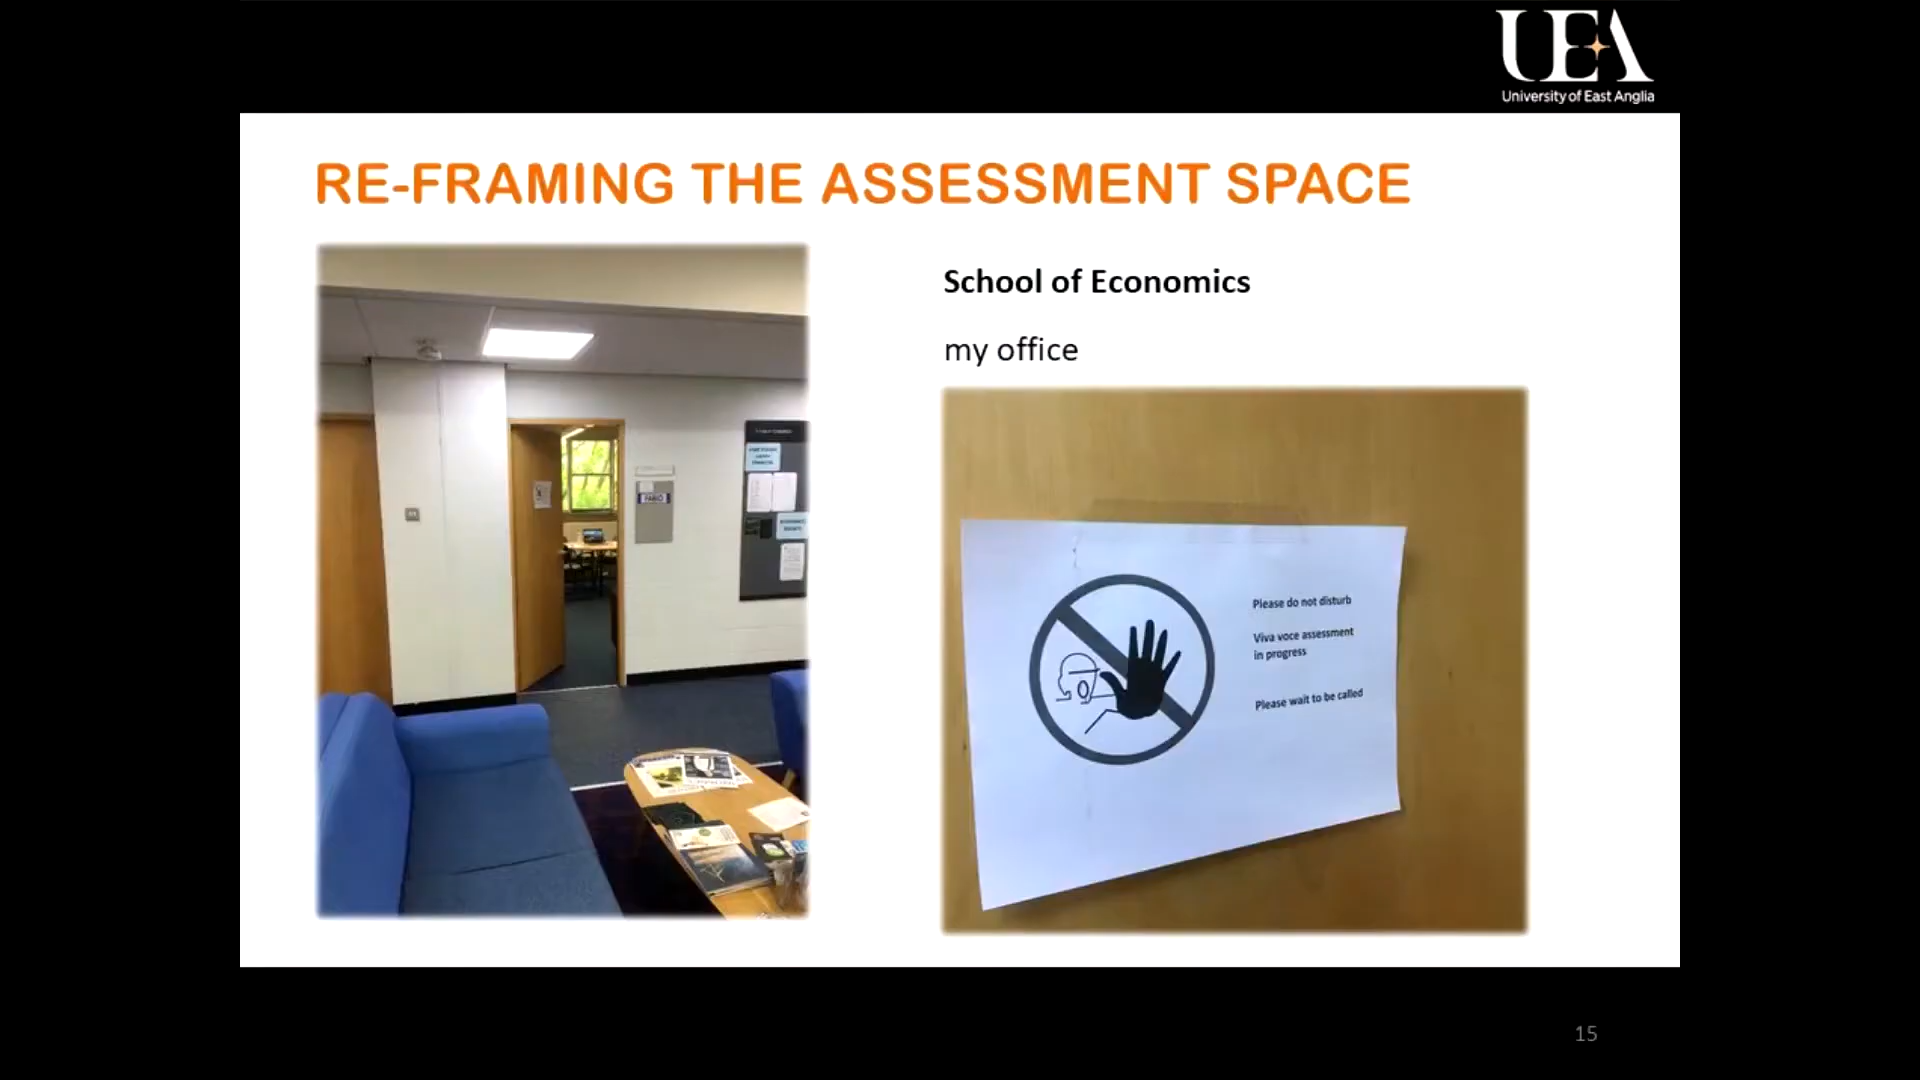 UEA
University of East Anglia
RE-FRAMING THE ASSESSMENT SPACE
School of Economics
my office
FABIO
Please do not disturb
Viva voce assessment
in progress
Please wait to be called
15